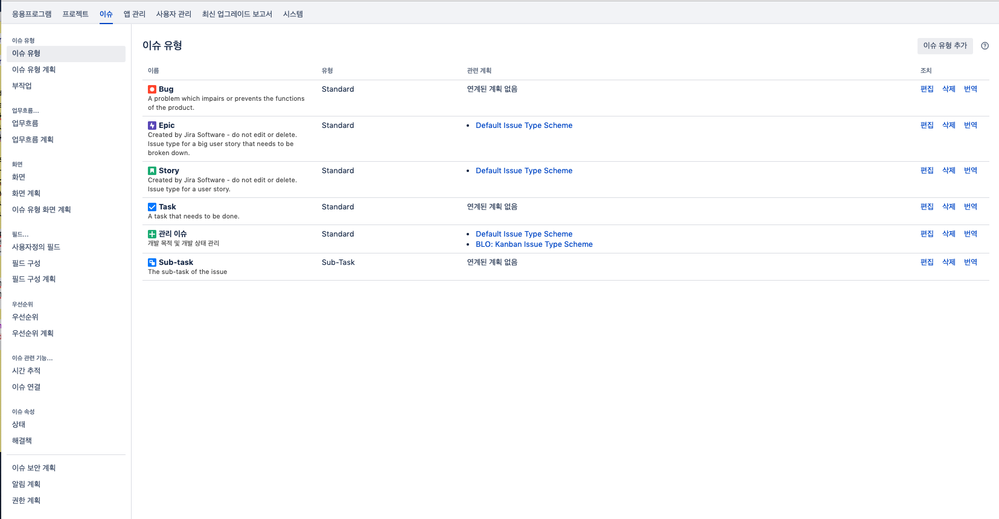 응용프로그램 프로젝트 이슈 앱 관리 사용자 관리 최신 업그레이드 보고서 시스템
이슈 유형
이슈 유형
이슈 유형 계획
부작업
업무흐름...
업무흐름
업무흐름 계획
화면
화면
화면 계획
이슈 유형 화면 계획
필드...
사용자정의 필드
필드 구성
필드 구성 계획
우선순위
우선순위
우선순위 계획
이슈 관련 기능...
시간 추적
이슈 연결
이슈 속성
상태
해결책
이슈 보안 계획
알림 계획
권한 계획
이슈 유형
이슈 유형 추가
이름 유형 관련 계획 조치
Bug Standard 연계된 계획 없음 편집 삭제 번역
A problem which impairs or prevents the functions
of the product.
Epic Standard • Default Issue Type Scheme 편집 삭제 번역
Created by Jira Software - do not edit or delete.
Issue type for a big user story that needs to be
broken down.
Story Standard • Default Issue Type Scheme 편집 삭제 번역
Created by Jira Software - do not edit or delete.
Issue type for a user story.
Task Standard 연계된 계획 없음 편집 삭제 번역
A task that needs to be done.
관리 이슈 Standard • Default Issue Type Scheme 편집 삭제 번역
개발 목적 및 개발 상태 관리 • BLO: Kanban Issue Type Scheme
Sub-task Sub-Task 연계된 계획 없음 편집 삭제 번역
The sub-task of the issue